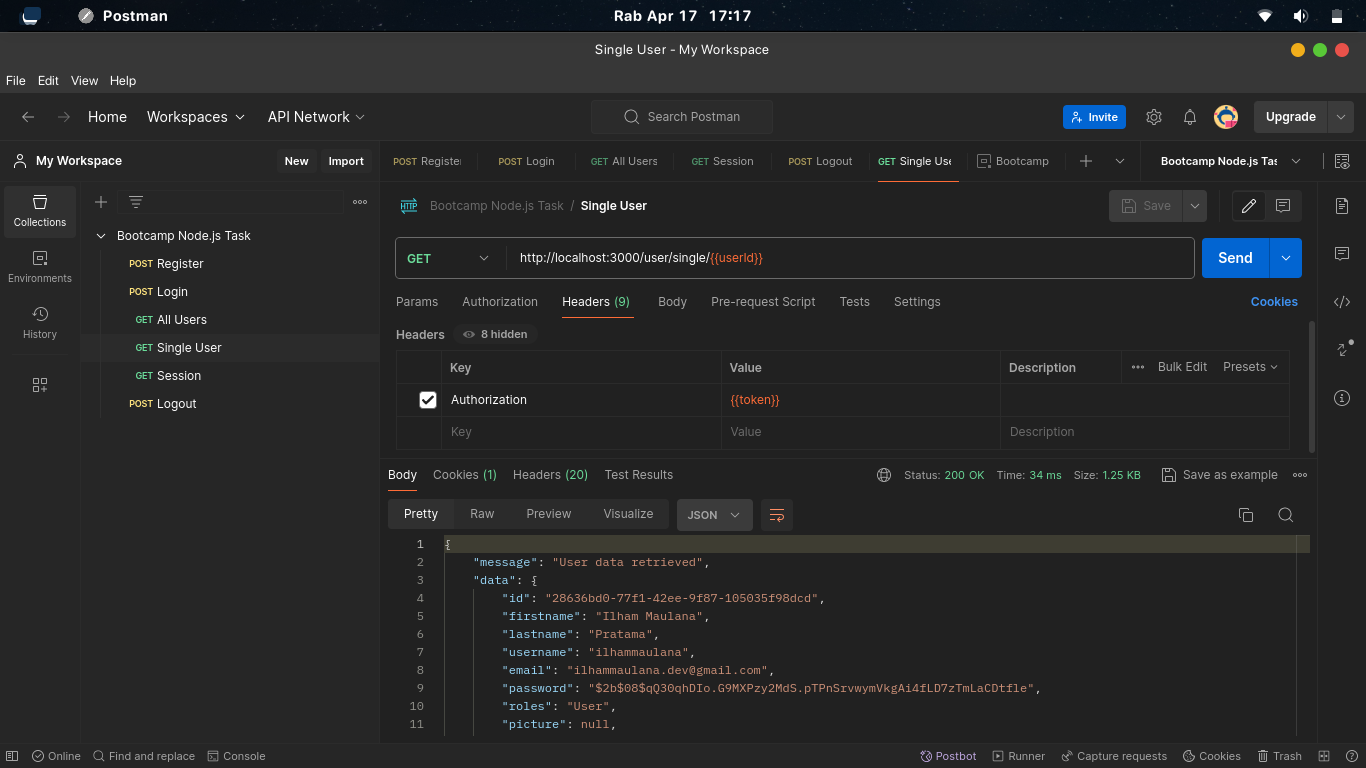 Postman
Rab Apr 17 17:17
Single User - My Workspace
File Edit View Help
Home Workspaces API Network Search Postman Invite Upgrade
My Workspace New Import
POST Register POST Login GET All Users GET Session POST Logout GET Single Use Bootcamp Bootcamp Node.js Tas
Collections
Environments
History
Bootcamp Node.js Task
POST Register
POST Login
GET All Users
GET Single User
GET Session
POST Logout
HTTP Bootcamp Node.js Task / Single User Save
GET http://localhost:3000/user/single/{{userId}} Send
Params Authorization Headers (9) Body Pre-request Script Tests Settings Cookies
Headers 8 hidden
Key Value Description Bulk Edit Presets
Authorization {{token}}
Key Value Description
Body Cookies (1) Headers (20) Test Results Status: 200 OK Time: 34 ms Size: 1.25 KB Save as example
Pretty Raw Preview Visualize JSON
1 {
2 "message": "User data retrieved",
3 "data": {
4 "id": "28636bd0-77f1-42ee-9f87-105035f98dcd",
5 "firstname": "Ilham Maulana",
6 "lastname": "Pratama",
7 "username": "ilhammaulana",
8 "email": "ilhammaulana.dev@gmail.com",
9 "password": "$2b$08$qQ30qhDIo.G9MXPzy2MdS.pTPnSrvwymVkgAi4fLD7zTmLaCDtfle",
10 "roles": "User",
11 "picture": null,
Online Find and replace Console Postbot Runner Capture requests Cookies Trash